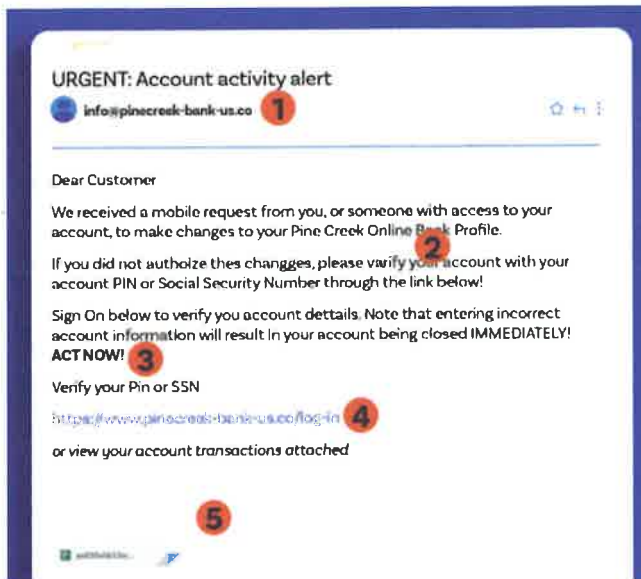 URGENT: Account activity alert
info@pinecreek-bank-us.co 1
Dear Customer
We received a mobile request from you, or someone with access to your
account, to make changes to your Pine Creek Online Bank Profile.
2
If you did not autholze thes changges, please varify your account with your
account PIN or Social Security Number through the link below!
Sign On below to verify you account dettails. Note that entering incorrect
account information will result in your account being closed IMMEDIATELY!
ACT NOW! 3
Verify your Pin or SSN
https://www.pinecreek-bank-us.co/log-in 4
or view your account transactions attached
5